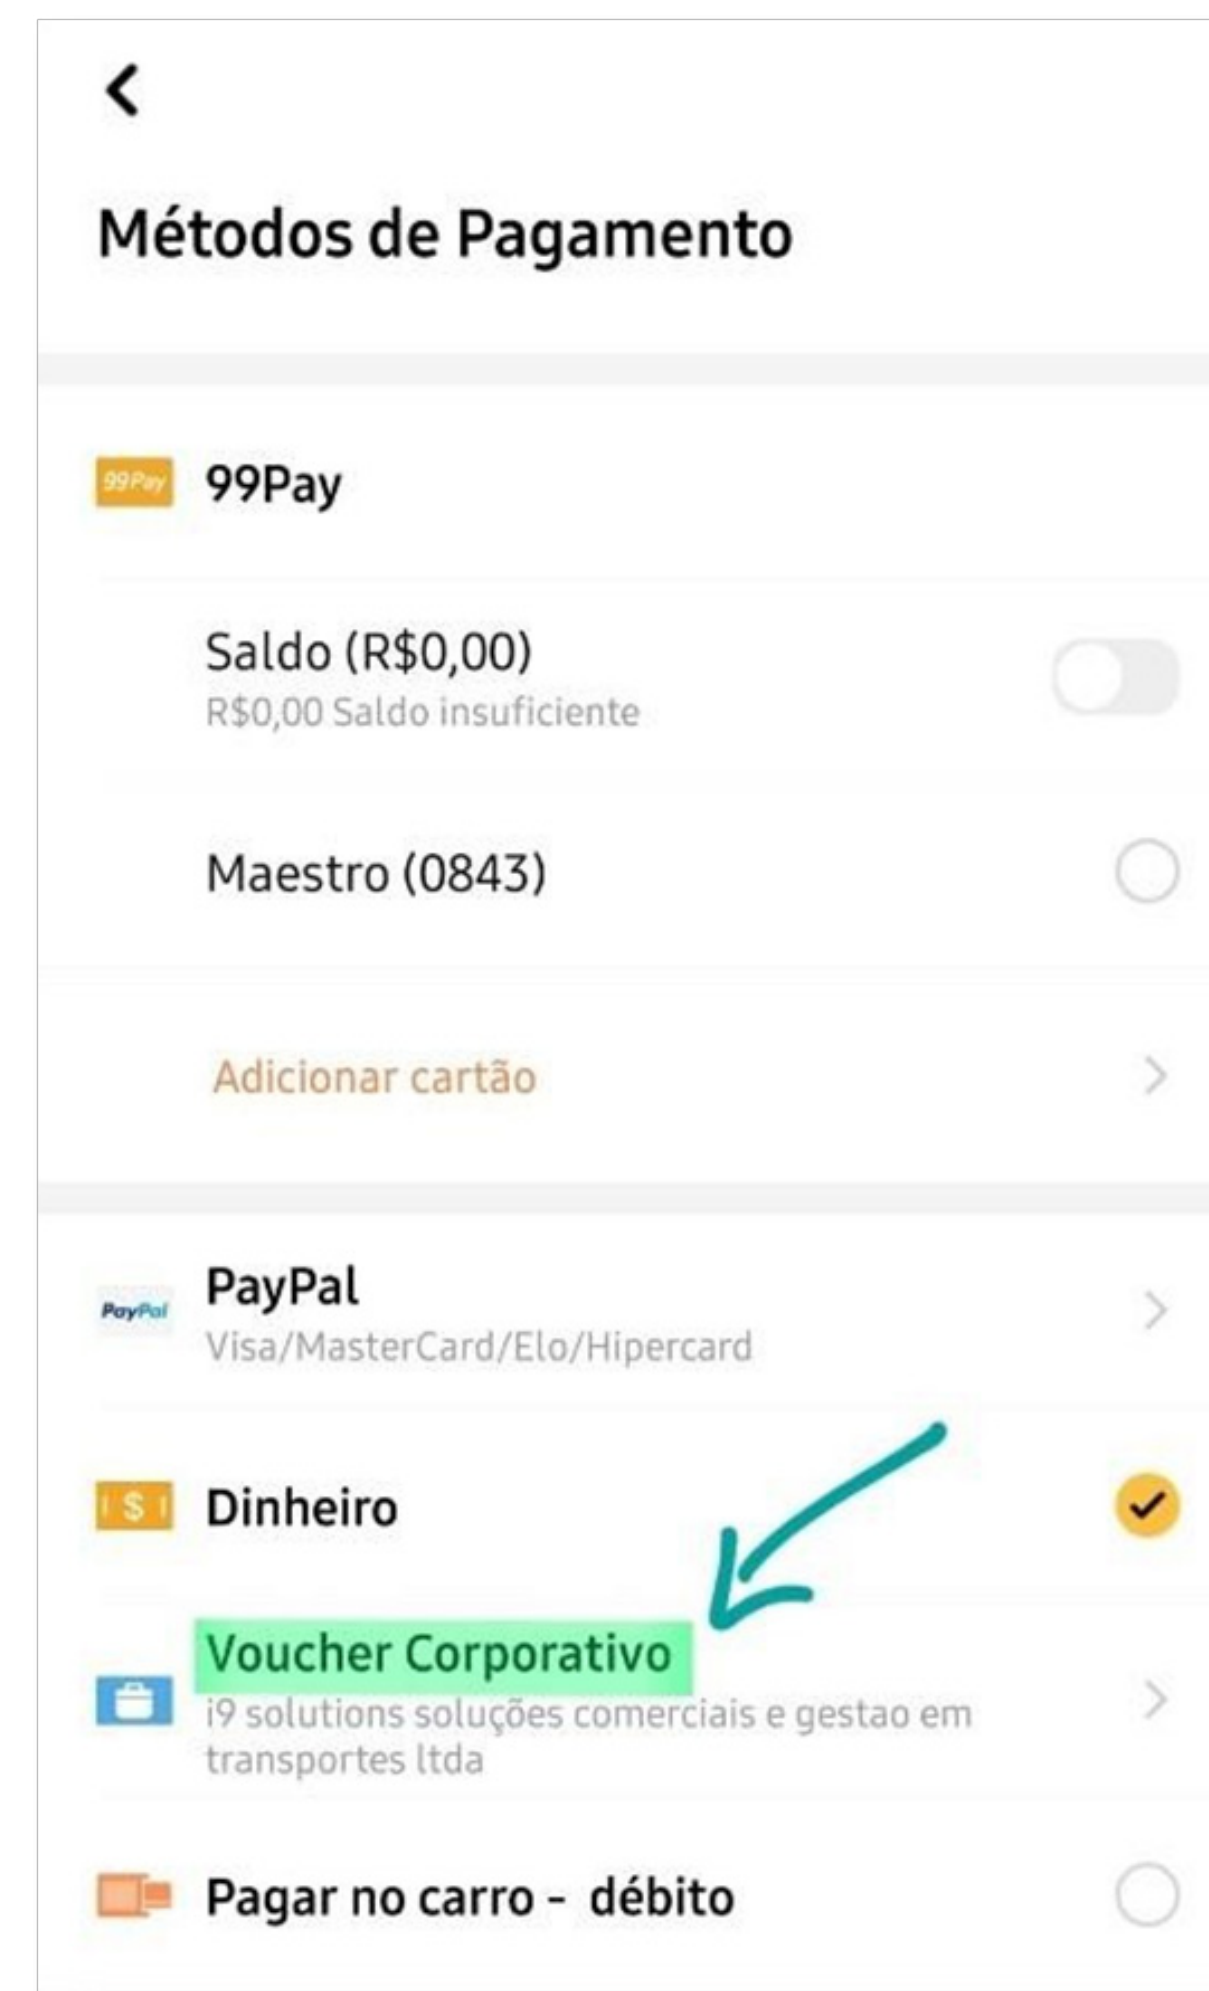 Métodos de Pagamento
99Pay 99Pay
Saldo (R$0,00)
R$0,00 Saldo insuficiente
Maestro (0843)
Adicionar cartão
PayPal PayPal
Visa/MasterCard/Elo/Hipercard
$ Dinheiro
Voucher Corporativo
i9 solutions soluções comerciais e gestao em
transportes ltda
Pagar no carro - débito